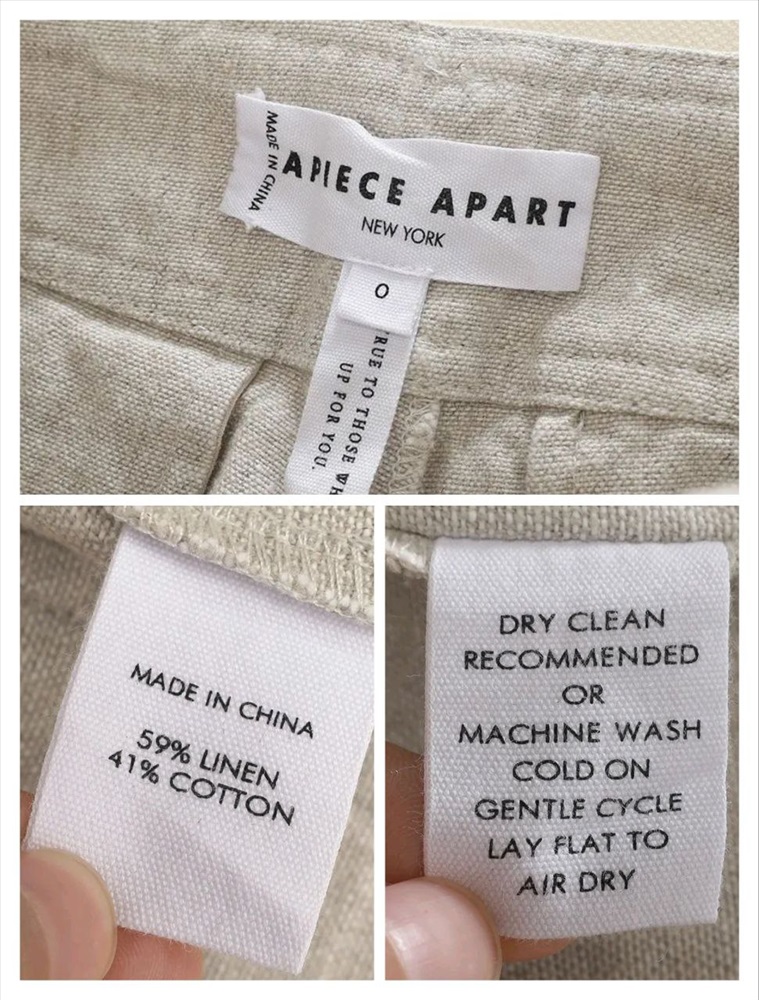 MADE IN CHINA
APIECE APART
NEW YORK
0
RUE TO THOSE WH
UP FOR YOU.
MADE IN CHINA
59% LINEN
41% COTTON
DRY CLEAN
RECOMMENDED
OR
MACHINE WASH
COLD ON
GENTLE CYCLE
LAY FLAT TO
AIR DRY